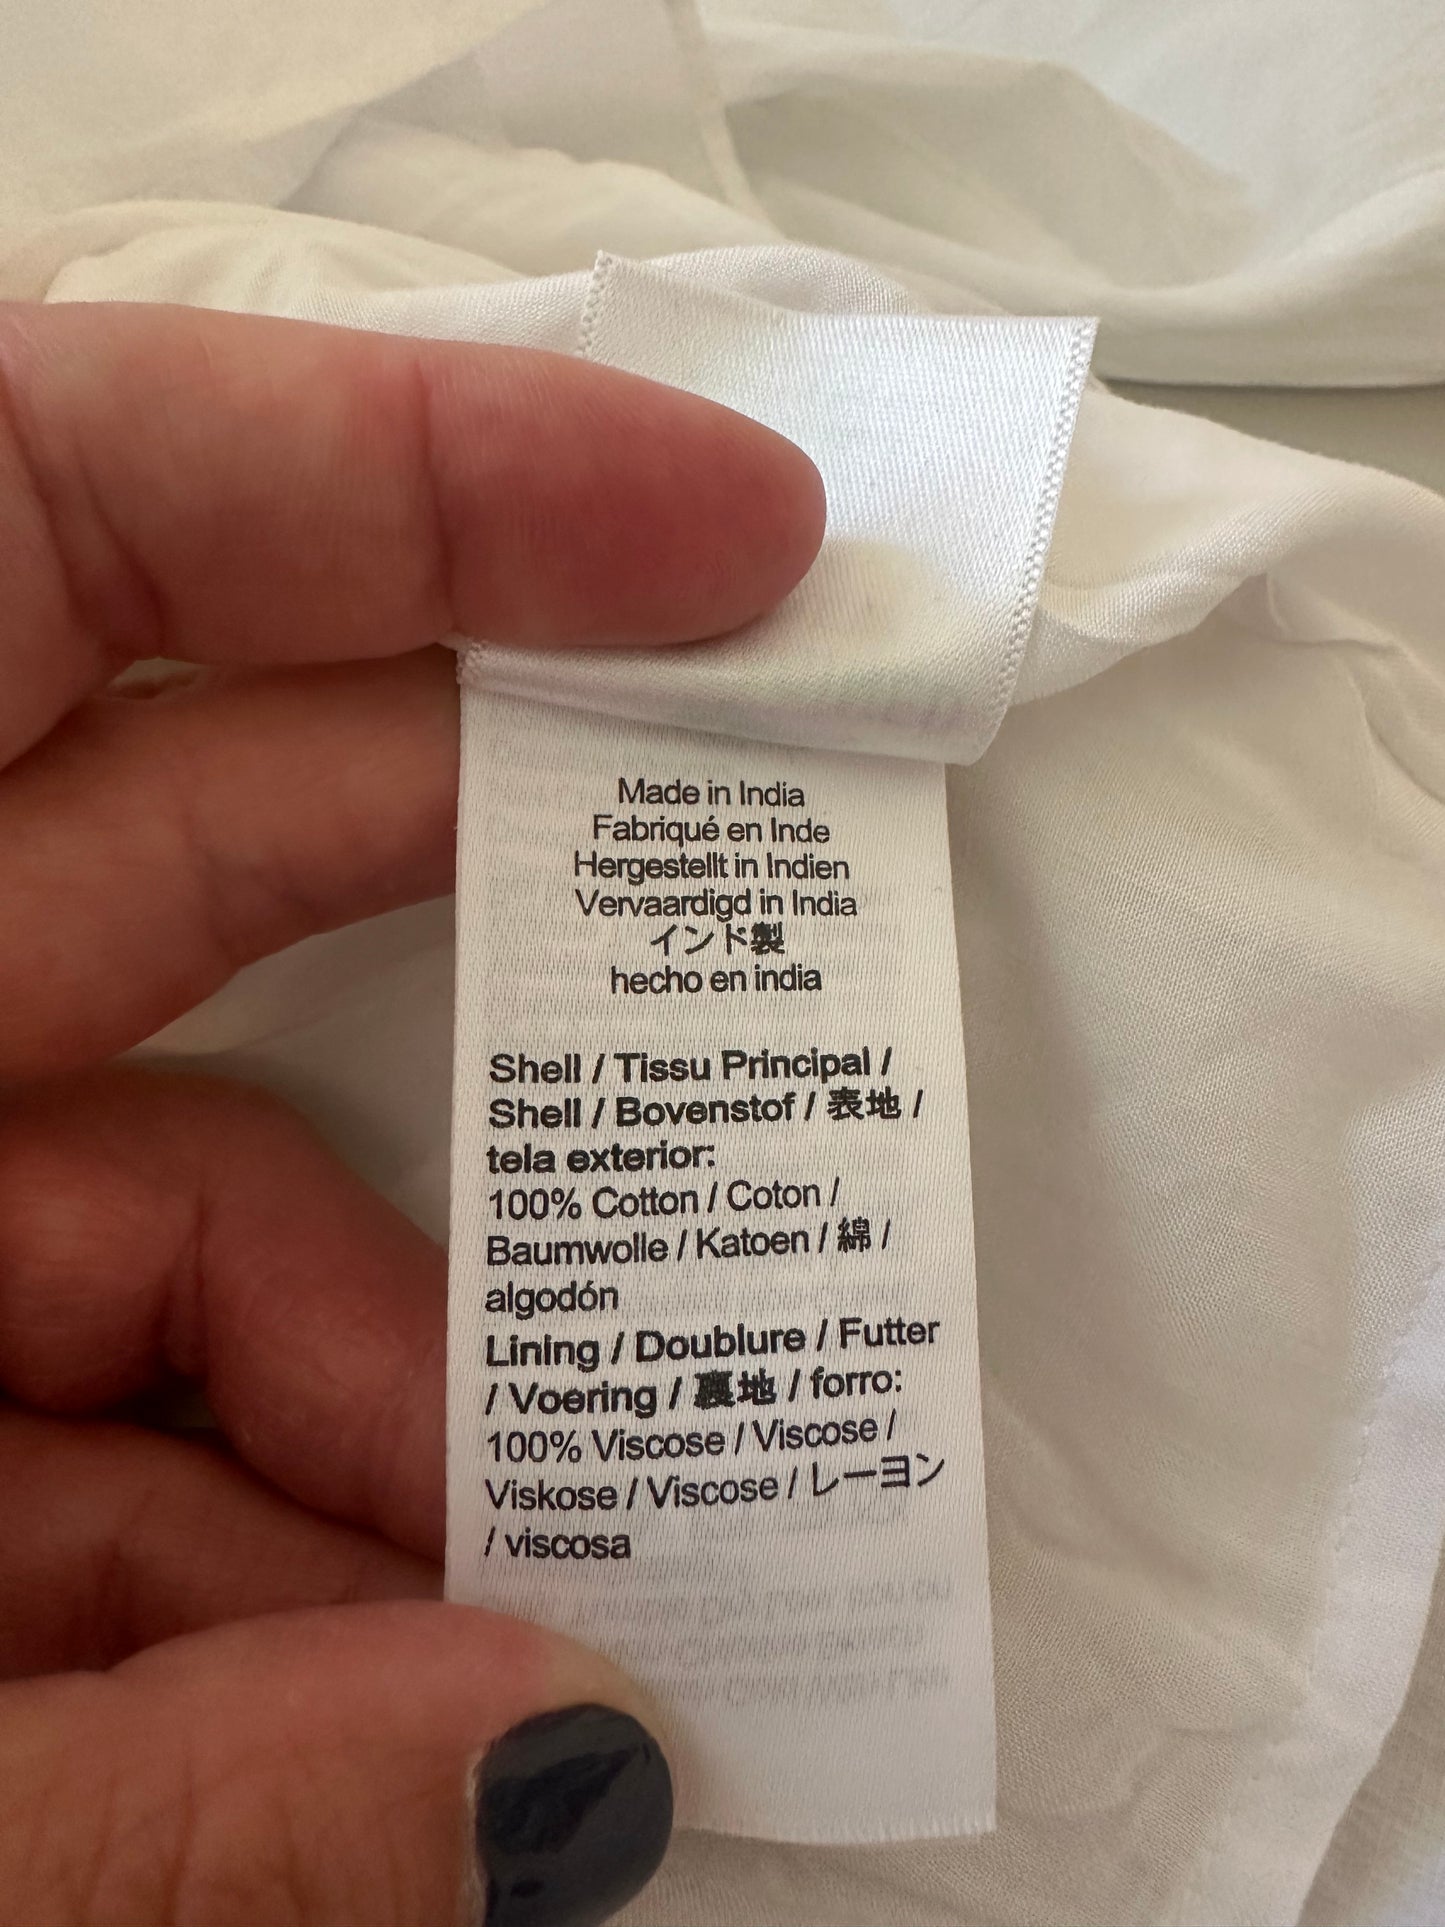 Made in India
Fabriqué en Inde
Hergestellt in Indien
Vervaardigd in India
インド製
hecho en india
Shell / Tissu Principal /
Shell / Bovenstof / 表地 /
tela exterior:
100% Cotton / Coton /
Baumwolle / Katoen / 綿 /
algodón
Lining / Doublure / Futter
/ Voering / 裏地 / forro:
100% Viscose / Viscose /
Viskose / Viscose / レーヨン
/ viscosa